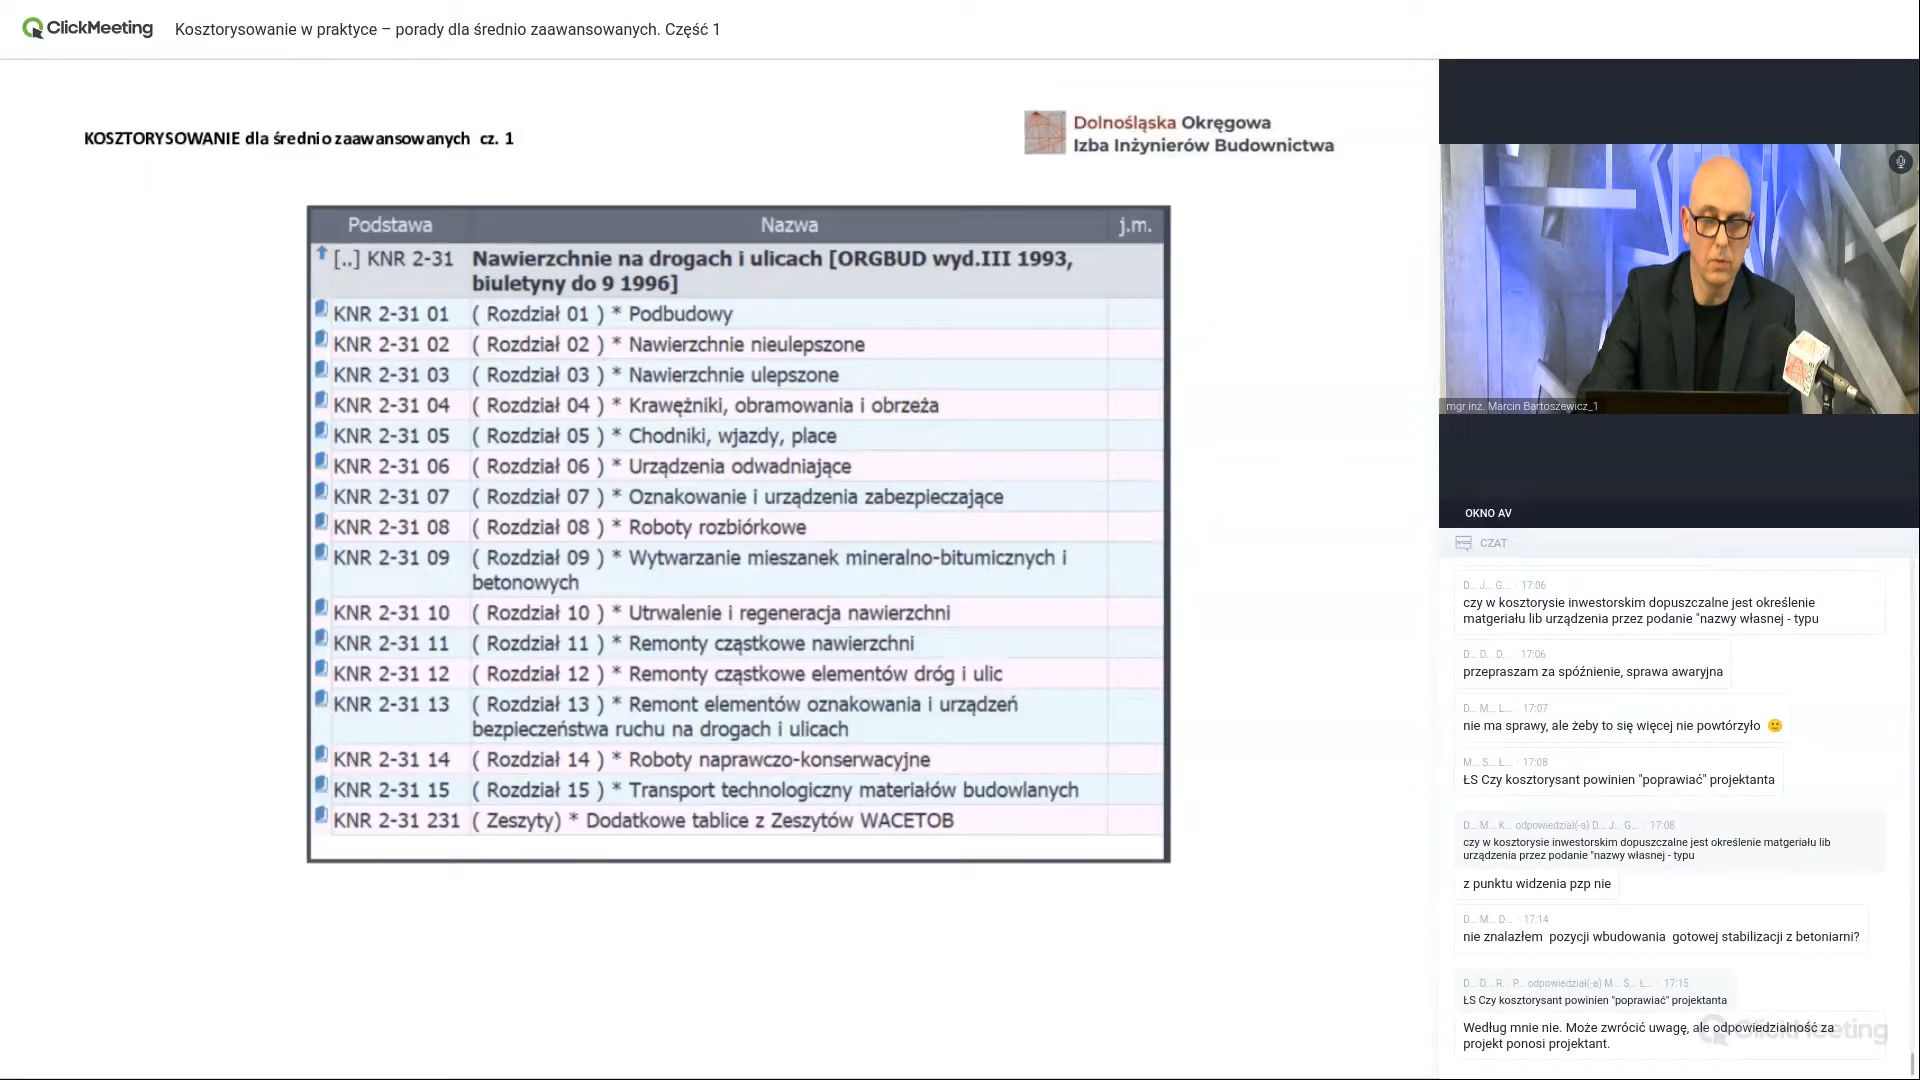 ClickMeeting
Kosztorysowanie w praktyce – porady dla średnio zaawansowanych. Część 1
KOSZTORYSOWANIE dla średnio zaawansowanych cz. 1
Dolnośląska Okręgowa
Izba Inżynierów Budownictwa
Podstawa Nazwa j.m.
[..] KNR 2-31 Nawierzchnie na drogach i ulicach [ORGBUD wyd.III 1993,
biuletyny do 9 1996]
KNR 2-31 01 ( Rozdział 01 ) * Podbudowy
KNR 2-31 02 ( Rozdział 02 ) * Nawierzchnie nieulepszone
KNR 2-31 03 ( Rozdział 03 ) * Nawierzchnie ulepszone
KNR 2-31 04 ( Rozdział 04 ) * Krawężniki, obramowania i obrzeża
KNR 2-31 05 ( Rozdział 05 ) * Chodniki, wjazdy, place
KNR 2-31 06 ( Rozdział 06 ) * Urządzenia odwadniające
KNR 2-31 07 ( Rozdział 07 ) * Oznakowanie i urządzenia zabezpieczające
KNR 2-31 08 ( Rozdział 08 ) * Roboty rozbiórkowe
KNR 2-31 09 ( Rozdział 09 ) * Wytwarzanie mieszanek mineralno-bitumicznych i
betonowych
KNR 2-31 10 ( Rozdział 10 ) * Utrwalenie i regeneracja nawierzchni
KNR 2-31 11 ( Rozdział 11 ) * Remonty cząstkowe nawierzchni
KNR 2-31 12 ( Rozdział 12 ) * Remonty cząstkowe elementów dróg i ulic
KNR 2-31 13 ( Rozdział 13 ) * Remont elementów oznakowania i urządzeń
bezpieczeństwa ruchu na drogach i ulicach
KNR 2-31 14 ( Rozdział 14 ) * Roboty naprawczo-konserwacyjne
KNR 2-31 15 ( Rozdział 15 ) * Transport technologiczny materiałów budowlanych
KNR 2-31 231 ( Zeszyty) * Dodatkowe tablice z Zeszytów WACETOB
mgr inż. Marcin Bartoszewicz_1
OKNO AV
CZAT
D... J... G... · 17:06
czy w kosztorysie inwestorskim dopuszczalne jest określenie
matgeriału lib urządzenia przez podanie "nazwy własnej - typu
D... D... D... · 17:06
przepraszam za spóźnienie, sprawa awaryjna
D... M... L... · 17:07
nie ma sprawy, ale żeby to się więcej nie powtórzyło 🙂
M... S... Ł... · 17:08
ŁS Czy kosztorysant powinien "poprawiać" projektanta
D... M... K... odpowiedział(-a) D... J... G... · 17:08
czy w kosztorysie inwestorskim dopuszczalne jest określenie matgeriału lib
urządzenia przez podanie "nazwy własnej - typu
z punktu widzenia pzp nie
D... M... D... · 17:14
nie znalazłem pozycji wbudowania gotowej stabilizacji z betoniarni?
D... D... R... P... odpowiedział(-a) M... S... Ł... · 17:15
ŁS Czy kosztorysant powinien "poprawiać" projektanta
Według mnie nie. Może zwrócić uwagę, ale odpowiedzialność za
projekt ponosi projektant.
ClickMeeting